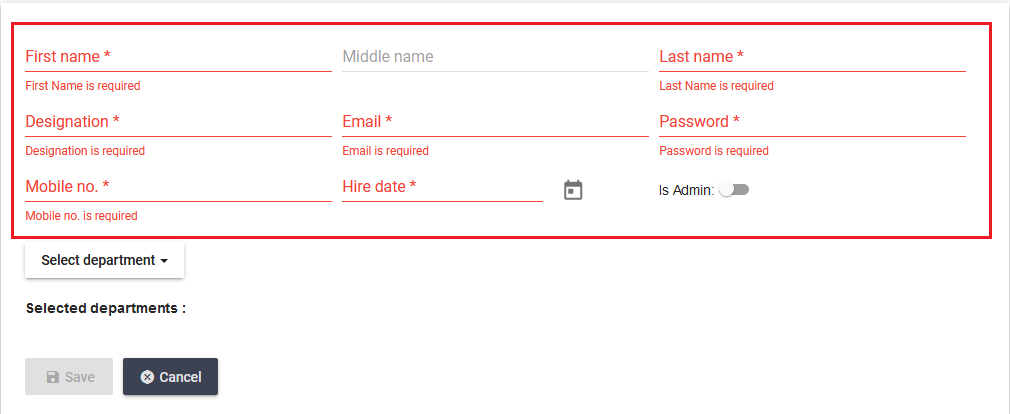 First name * Middle name Last name *
First Name is required Last Name is required
Designation * Email * Password *
Designation is required Email is required Password is required
Mobile no. * Hire date * Is Admin:
Mobile no. is required
Select department
Selected departments :
Save Cancel